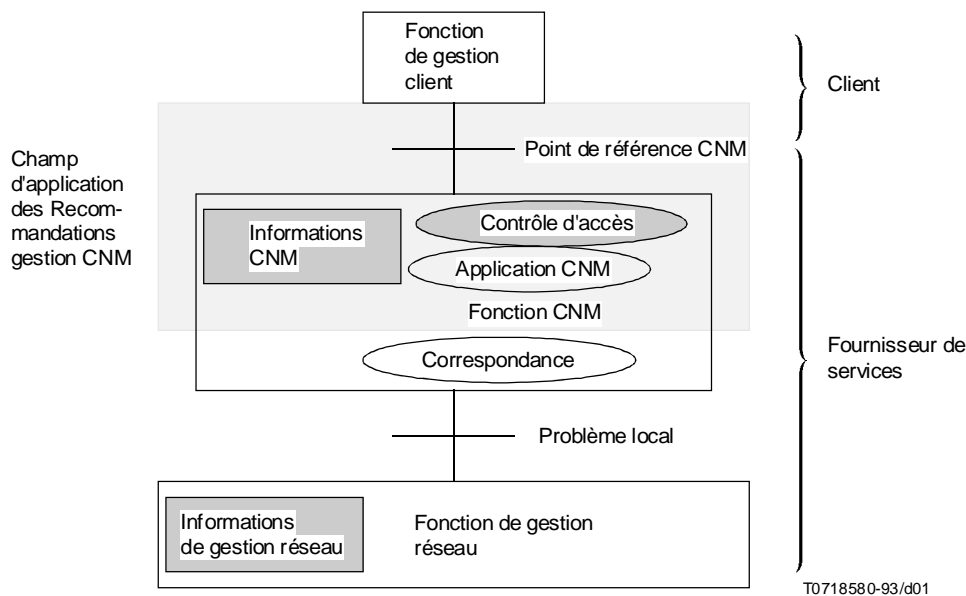 Fonction
de gestion
client
Client
Point de référence CNM
Champ
d'application
des Recom-
mandations
gestion CNM
Informations
CNM
Contrôle d'accès
Application CNM
Fonction CNM
Correspondance
Fournisseur de
services
Problème local
Informations
de gestion réseau
Fonction de gestion
réseau
T0718580-93/d01